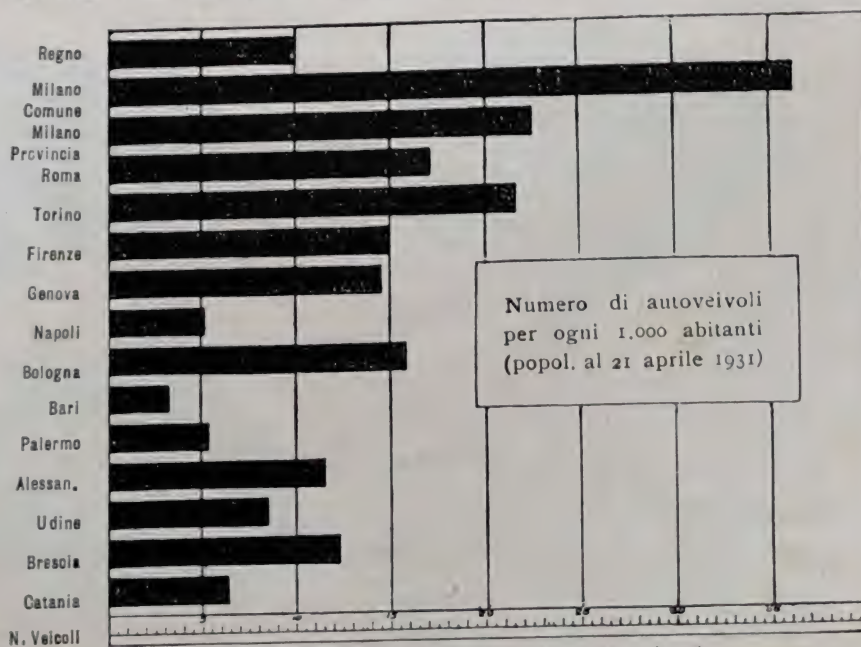 Regno
Milano
Comune
Milano
Provincia
Roma
Torino
Firenze
Genova
Napoli
Bologna
Bari
Palermo
Alessan.
Udine
Brescia
Catania
N. Veicoli
Numero di autoveivoli
per ogni 1.000 abitanti
(popol. al 21 aprile 1931)